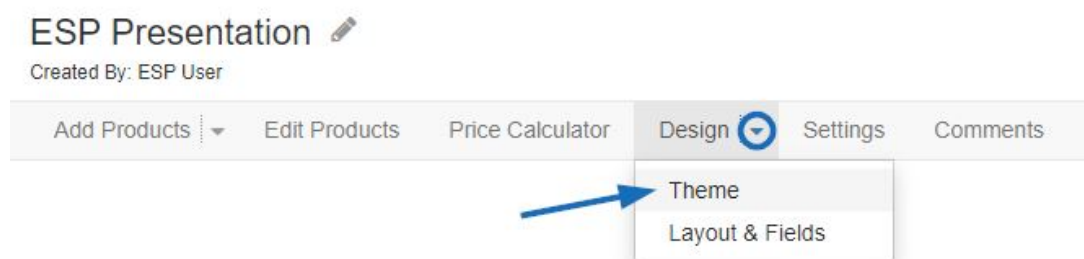 ESP Presentation
Created By: ESP User
Add Products Edit Products Price Calculator Design Settings Comments
Theme
Layout & Fields